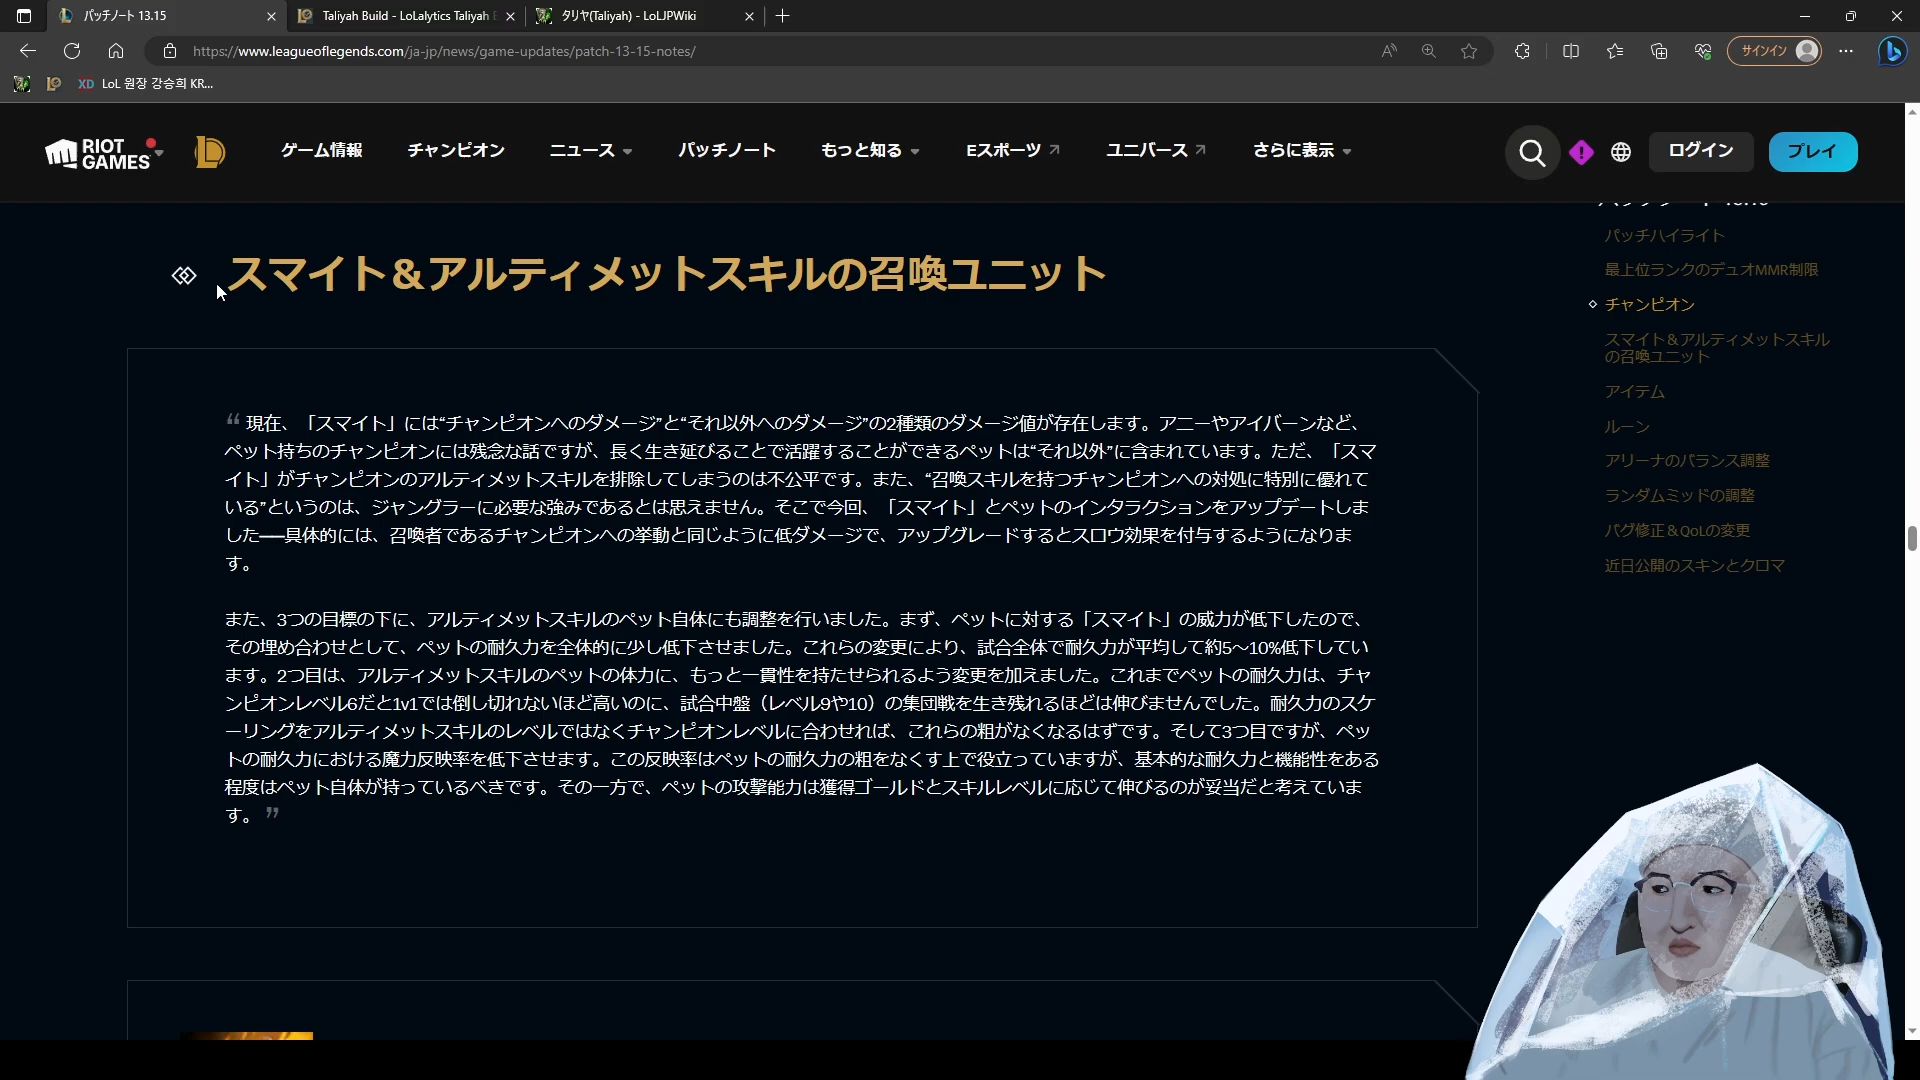 パッチノート 13.15
Taliyah Build - LoLalytics Taliyah
タリヤ(Taliyah) - LoLJPWiki
https://www.leagueoflegends.com/ja-jp/news/game-updates/patch-13-15-notes/
サインイン
XD LoL 원장 강승희 KR...
RIOT GAMES
ゲーム情報
チャンピオン
ニュース
パッチノート
もっと知る
Eスポーツ
ユニバース
さらに表示
ログイン
プレイ
スマイト＆アルティメットスキルの召喚ユニット
“ 現在、「スマイト」には“チャンピオンへのダメージ”と“それ以外へのダメージ”の2種類のダメージ値が存在します。アニーやアイバーンなど、
ペット持ちのチャンピオンには残念な話ですが、長く生き延びることで活躍することができるペットは“それ以外”に含まれています。ただ、「スマ
イト」がチャンピオンのアルティメットスキルを排除してしまうのは不公平です。また、“召喚スキルを持つチャンピオンへの対処に特別に優れて
いる”というのは、ジャングラーに必要な強みであるとは思えません。そこで今回、「スマイト」とペットのインタラクションをアップデートしま
した──具体的には、召喚者であるチャンピオンへの挙動と同じように低ダメージで、アップグレードするとスロウ効果を付与するようになりま
す。
また、3つの目標の下に、アルティメットスキルのペット自体にも調整を行いました。まず、ペットに対する「スマイト」の威力が低下したので、
その埋め合わせとして、ペットの耐久力を全体的に少し低下させました。これらの変更により、試合全体で耐久力が平均して約5～10%低下してい
ます。2つ目は、アルティメットスキルのペットの体力に、もっと一貫性を持たせられるよう変更を加えました。これまでペットの耐久力は、チャ
ンピオンレベル6だと1v1では倒し切れないほど高いのに、試合中盤（レベル9や10）の集団戦を生き残れるほどは伸びませんでした。耐久力のスケ
ーリングをアルティメットスキルのレベルではなくチャンピオンレベルに合わせれば、これらの粗がなくなるはずです。そして3つ目ですが、ペッ
トの耐久力における魔力反映率を低下させます。この反映率はペットの耐久力の粗をなくす上で役立っていますが、基本的な耐久力と機能性をある
程度はペット自体が持っているべきです。その一方で、ペットの攻撃能力は獲得ゴールドとスキルレベルに応じて伸びるのが妥当だと考えていま
す。 ”
パッチハイライト
最上位ランクのデュオMMR制限
チャンピオン
スマイト＆アルティメットスキル
の召喚ユニット
アイテム
ルーン
アリーナのバランス調整
ランダムミッドの調整
バグ修正＆QoLの変更
近日公開のスキンとクロマ